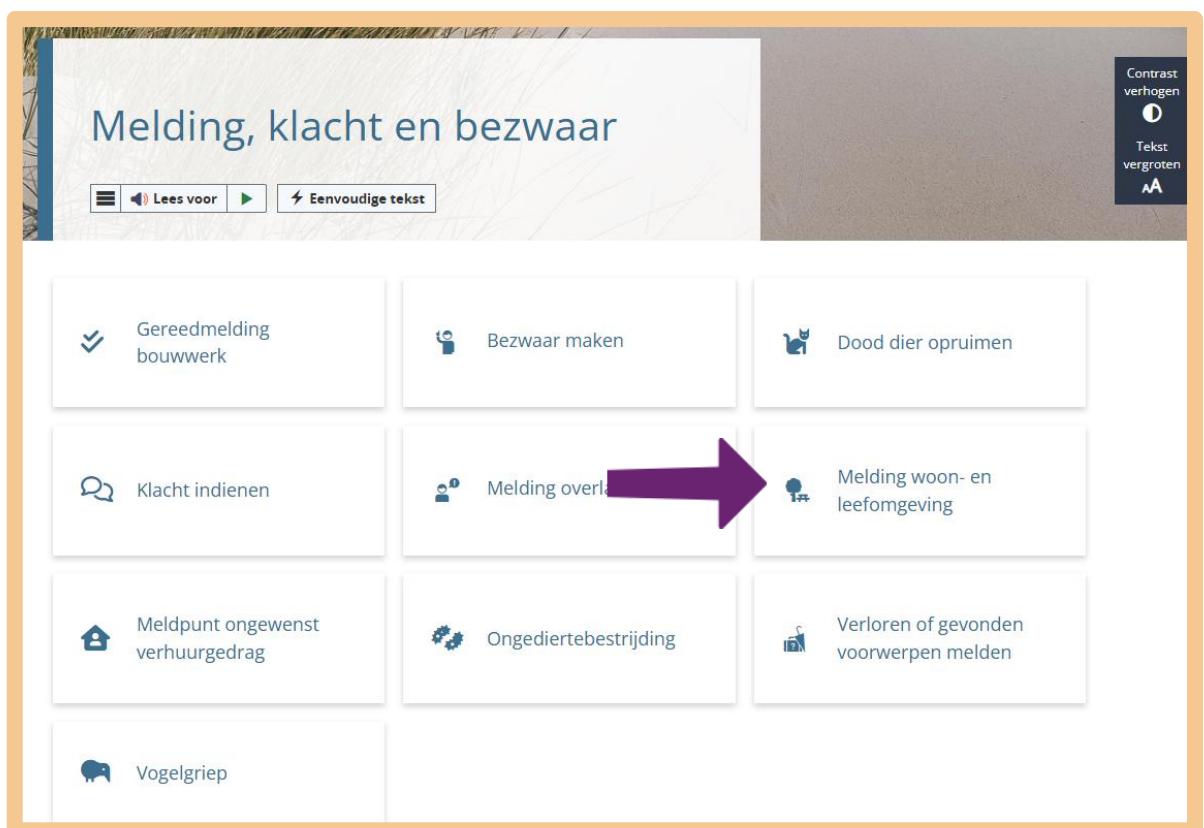 Melding, klacht en bezwaar
Lees voor
Eenvoudige tekst
Contrast
verhogen
Tekst
vergroten
AA
Gereedmelding
bouwwerk
Bezwaar maken
Dood dier opruimen
Klacht indienen
Melding
Melding woon- en
leefomgeving
Meldpunt ongewenst
verhuurgedrag
Ongediertebestrijding
Verloren of gevonden
voorwerpen melden
Vogelgriep